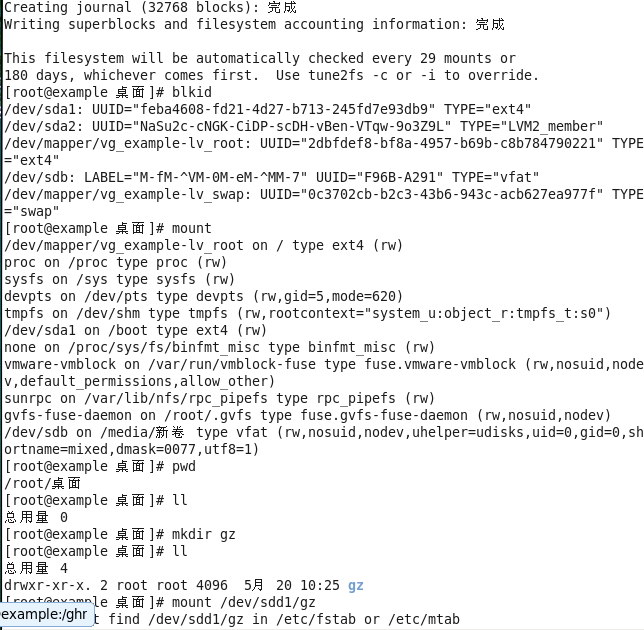 Creating journal (32768 blocks): 完成
Writing superblocks and filesystem accounting information: 完成
This filesystem will be automatically checked every 29 mounts or
180 days, whichever comes first.  Use tune2fs -c or -i to override.
[root@example 桌面]# blkid
/dev/sda1: UUID="feba4608-fd21-4d27-b713-245fd7e93db9" TYPE="ext4"
/dev/sda2: UUID="NaSu2c-cNGK-CiDP-scDH-vBen-VTqw-9o3Z9L" TYPE="LVM2_member"
/dev/mapper/vg_example-lv_root: UUID="2dbfdef8-bf8a-4957-b69b-c8b784790221" TYPE
="ext4"
/dev/sdb: LABEL="M-fM-^VM-0M-eM-^MM-7" UUID="F96B-A291" TYPE="vfat"
/dev/mapper/vg_example-lv_swap: UUID="0c3702cb-b2c3-43b6-943c-acb627ea977f" TYPE
="swap"
[root@example 桌面]# mount
/dev/mapper/vg_example-lv_root on / type ext4 (rw)
proc on /proc type proc (rw)
sysfs on /sys type sysfs (rw)
devpts on /dev/pts type devpts (rw,gid=5,mode=620)
tmpfs on /dev/shm type tmpfs (rw,rootcontext="system_u:object_r:tmpfs_t:s0")
/dev/sda1 on /boot type ext4 (rw)
none on /proc/sys/fs/binfmt_misc type binfmt_misc (rw)
vmware-vmblock on /var/run/vmblock-fuse type fuse.vmware-vmblock (rw,nosuid,node
v,default_permissions,allow_other)
sunrpc on /var/lib/nfs/rpc_pipefs type rpc_pipefs (rw)
gvfs-fuse-daemon on /root/.gvfs type fuse.gvfs-fuse-daemon (rw,nosuid,nodev)
/dev/sdb on /media/新卷 type vfat (rw,nosuid,nodev,uhelper=udisks,uid=0,gid=0,sh
ortname=mixed,dmask=0077,utf8=1)
[root@example 桌面]# pwd
/root/桌面
[root@example 桌面]# ll
总用量 0
[root@example 桌面]# mkdir gz
[root@example 桌面]# ll
总用量 4
drwxr-xr-x. 2 root root 4096  5月 20 10:25 gz
[root@example 桌面]# mount /dev/sdd1/gz
example:/ghr
t find /dev/sdd1/gz in /etc/fstab or /etc/mtab